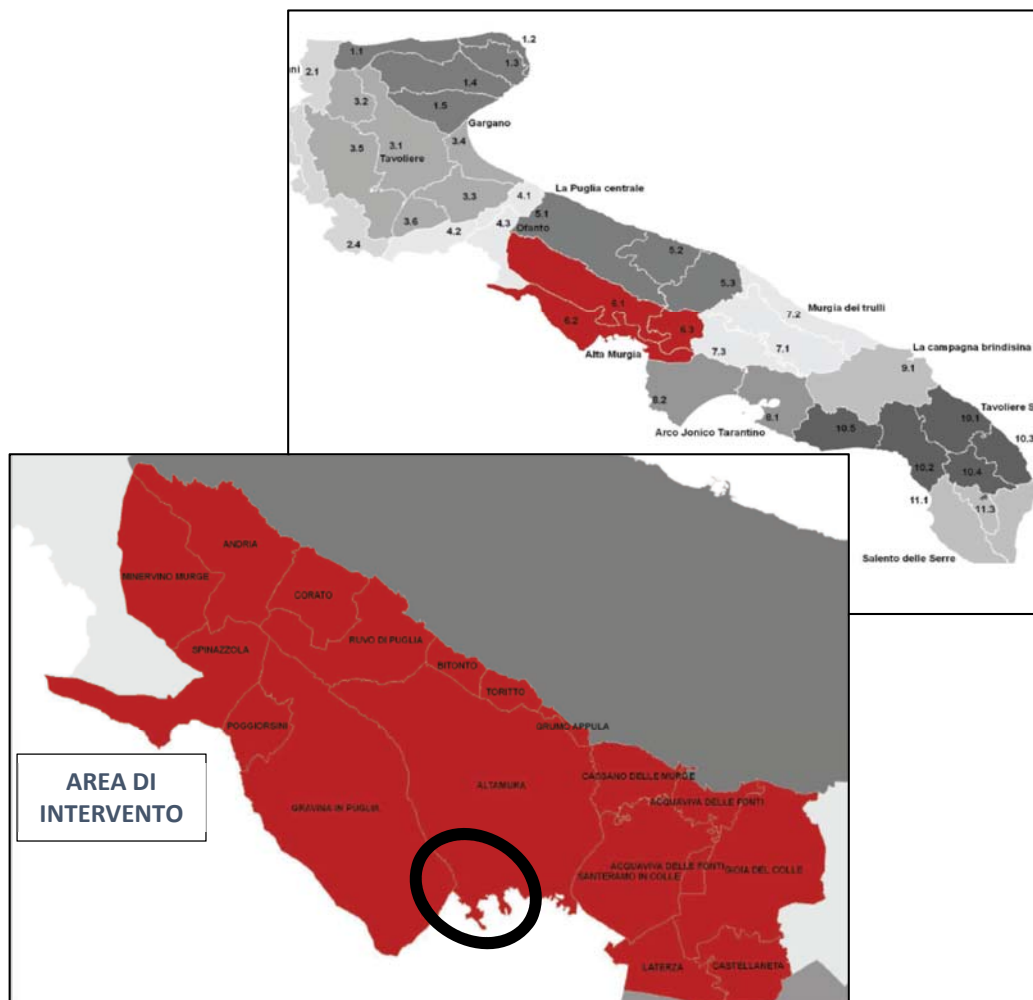 1.2
1.1
1.3
ni
2.1
1.4
3.2
1.5
Gargano
3.4
3.1
3.5
Tavoliere
La Puglia centrale
3.3
4.1
5.1
3.6
4.3
Ofanto
4.2
2.4
5.2
5.3
6.1
Murgia dei trulli
7.2
6.2
6.3
La campagna brindisina
Alta Murgia
7.3
7.1
9.1
8.2
Tavoliere S
8.1
10.1
Arco Jonico Tarantino
10.5
10.3
10.2
10.4
11.1
11.3
Salento delle Serre
ANDRIA
MINERVINO MURGE
CORATO
RUVO DI PUGLIA
SPINAZZOLA
BITONTO
TORITTO
POGGIORSINI
GRUMO APPULA
AREA DI
INTERVENTO
CASSANO DELLE MURGE
ALTAMURA
GRAVINA IN PUGLIA
ACQUAVIVA DELLE FONTI
ACQUAVIVA DELLE FONTI
GIOIA DEL COLLE
SANTERAMO IN COLLE
LATERZA
CASTELLANETA